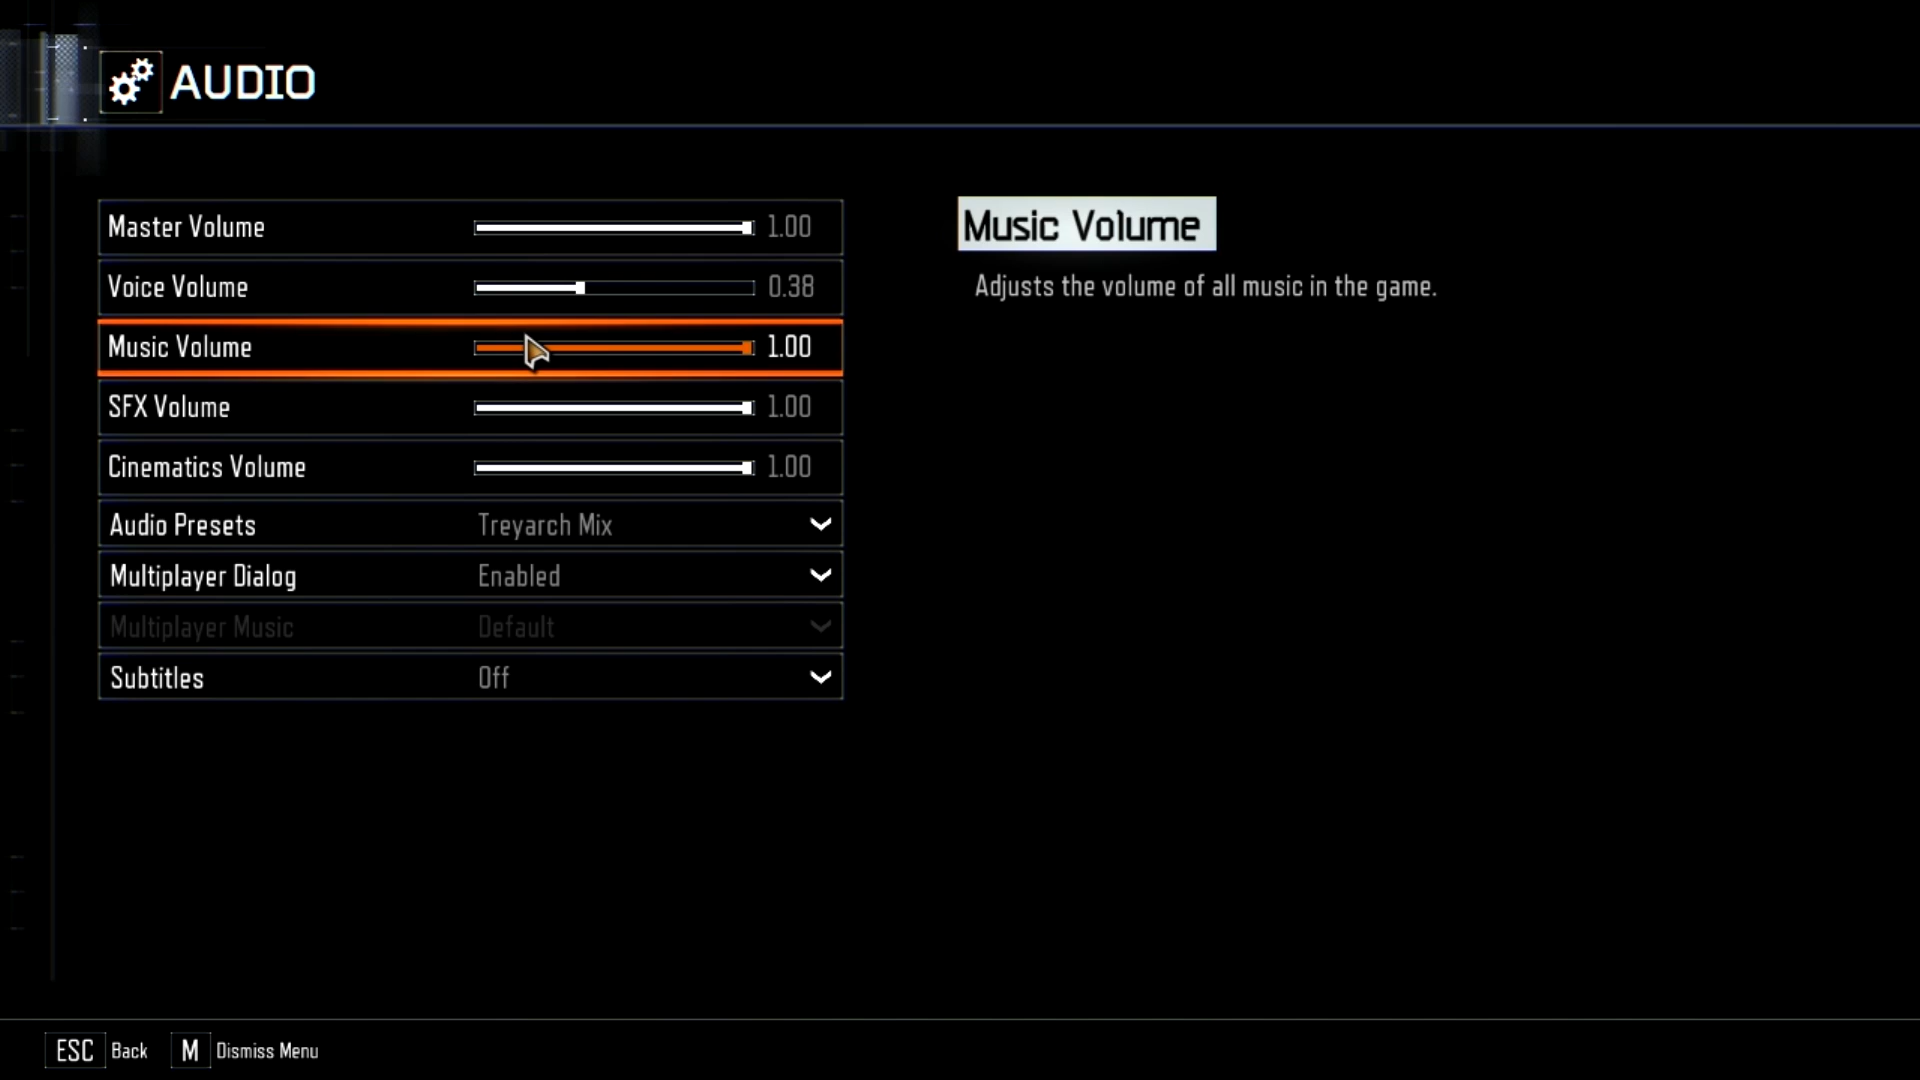 AUDIO
Master Volume 1.00
Music Volume
Voice Volume 0.38
Adjusts the volume of all music in the game.
Music Volume 1.00
SFX Volume 1.00
Cinematics Volume 1.00
Audio Presets Treyarch Mix
Multiplayer Dialog Enabled
Multiplayer Music Default
Subtitles Off
ESC Back M Dismiss Menu